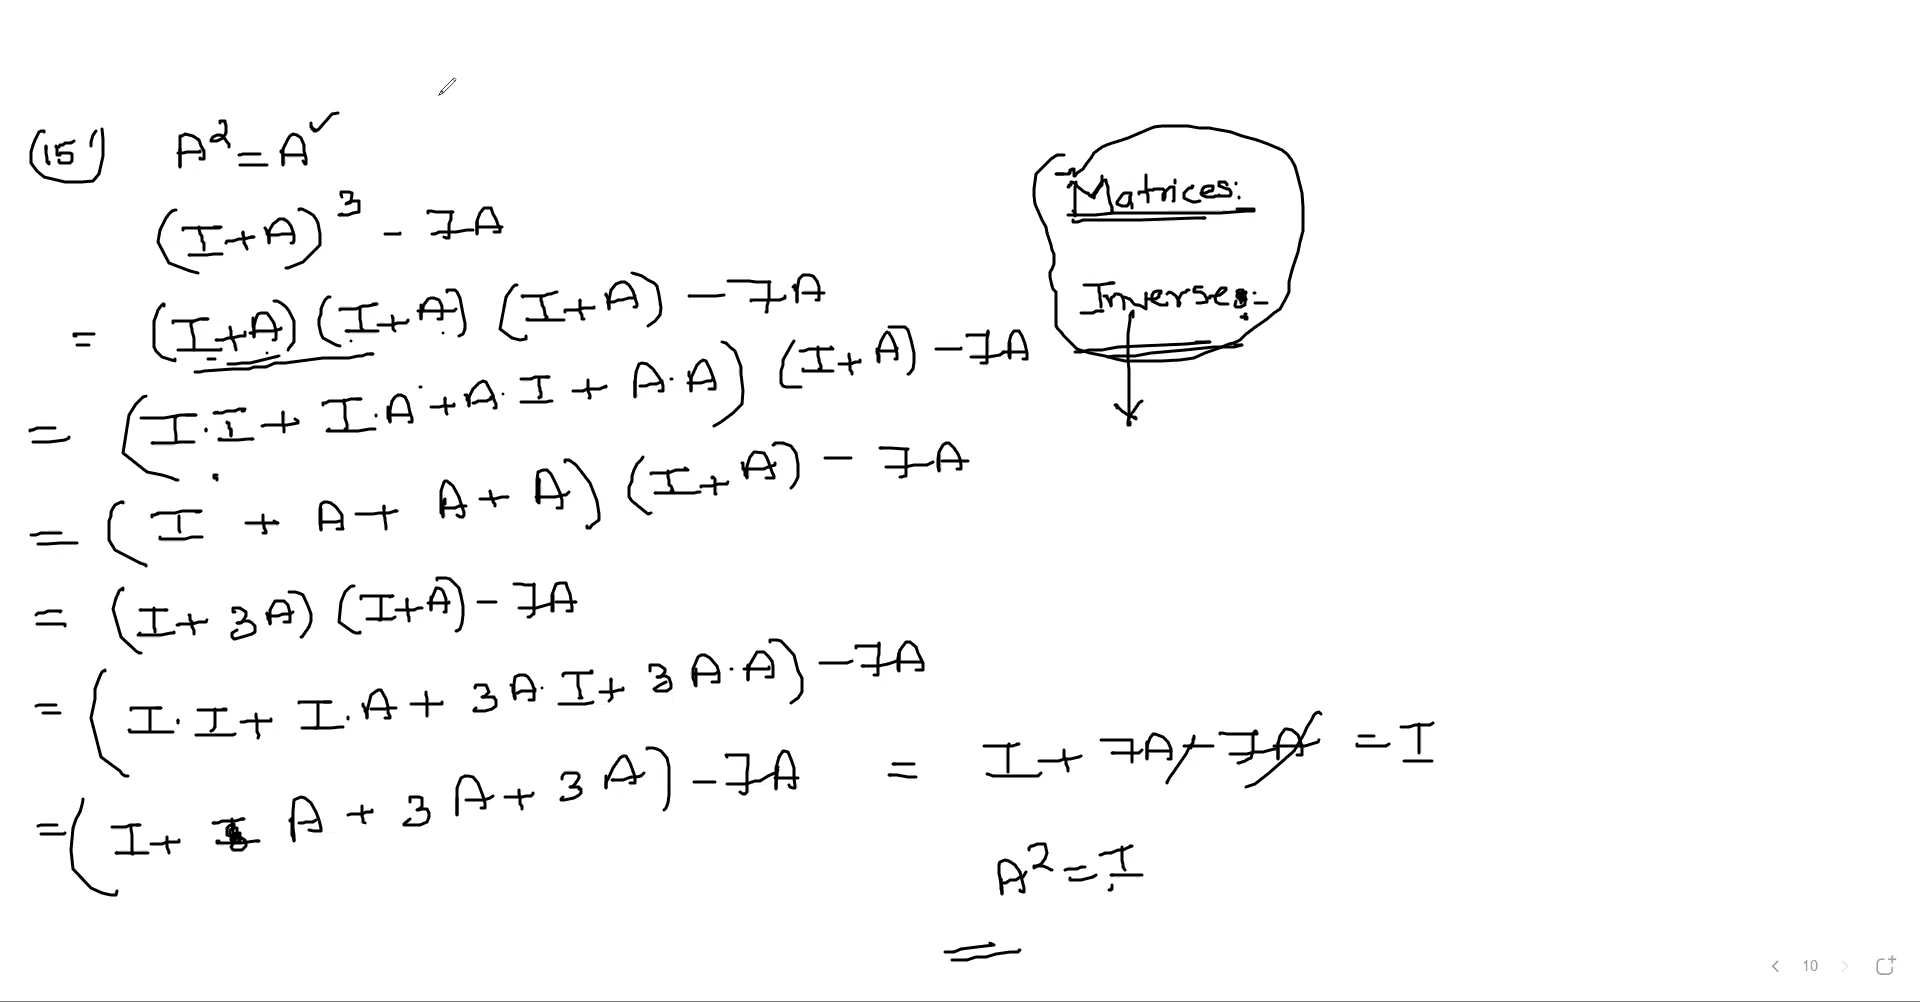 (15) A² = A ✓
(I+A)³ - 7A
= (I+A) (I+A) (I+A) - 7A
= (I·I + I·A + A·I + A·A) (I+A) - 7A
= (I + A + A + A) (I+A) - 7A
= (I + 3A) (I+A) - 7A
= (I·I + I·A + 3A·I + 3A·A) - 7A
= (I + A + 3A + 3A) - 7A = I + 7A - 7A = I
A² = I
Matrices:
Inverse:-
10